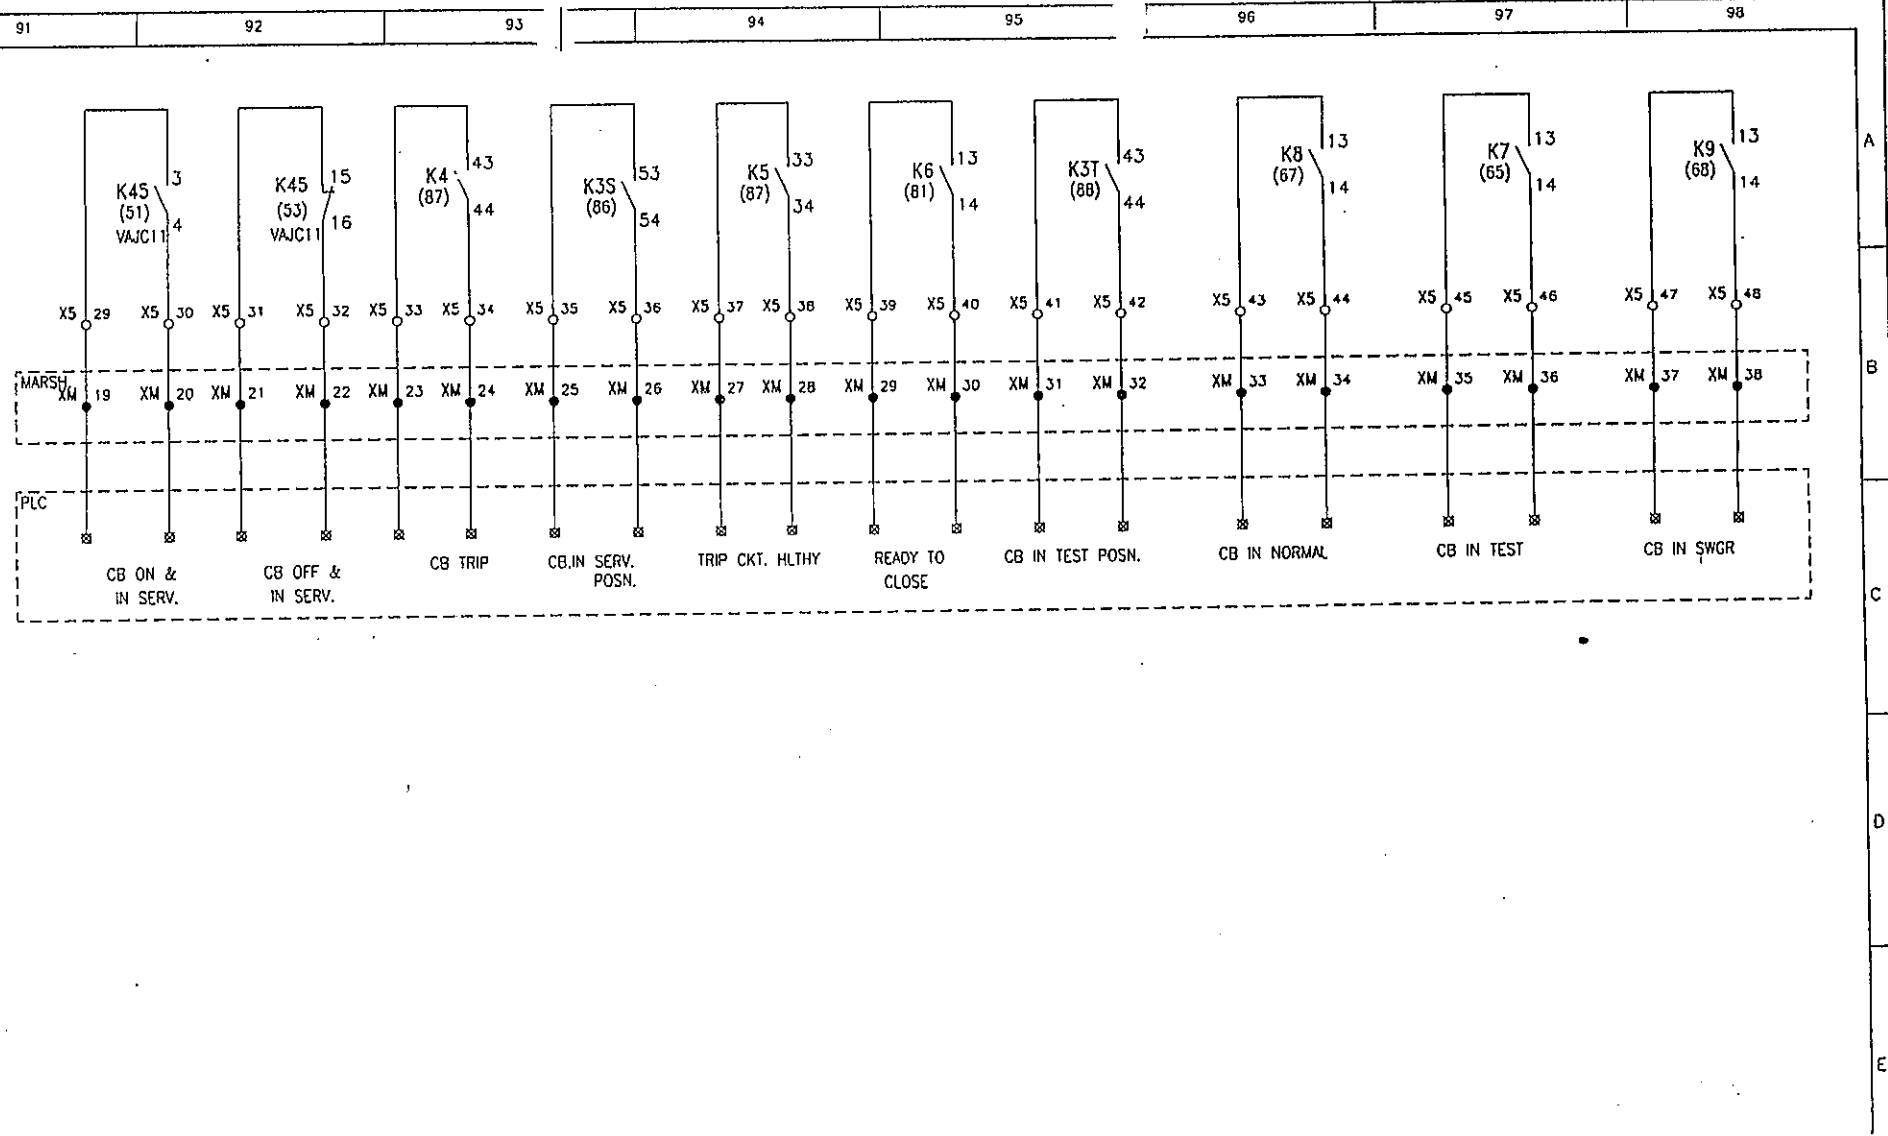 91 92 93 94 95 96 97 98
A
K45 3
(51)
VAJC11 4
K45 15
(53)
VAJC11 16
K4 43
(87) 44
K3S 53
(86) 54
K5 33
(87) 34
K6 13
(81) 14
K3T 43
(88) 44
K8 13
(67) 14
K7 13
(65) 14
K9 13
(68) 14
X5 29 X5 30 X5 31 X5 32 X5 33 X5 34 X5 35 X5 36 X5 37 X5 38 X5 39 X5 40 X5 41 X5 42 X5 43 X5 44 X5 45 X5 46 X5 47 X5 48
B
MARSH.
XM 19 XM 20 XM 21 XM 22 XM 23 XM 24 XM 25 XM 26 XM 27 XM 28 XM 29 XM 30 XM 31 XM 32 XM 33 XM 34 XM 35 XM 36 XM 37 XM 38
PLC
CB ON &
IN SERV.
CB OFF &
IN SERV.
CB TRIP
CB.IN SERV.
POSN.
TRIP CKT. HLTHY
READY TO
CLOSE
CB IN TEST POSN.
CB IN NORMAL
CB IN TEST
CB IN SWGR
C
D
E